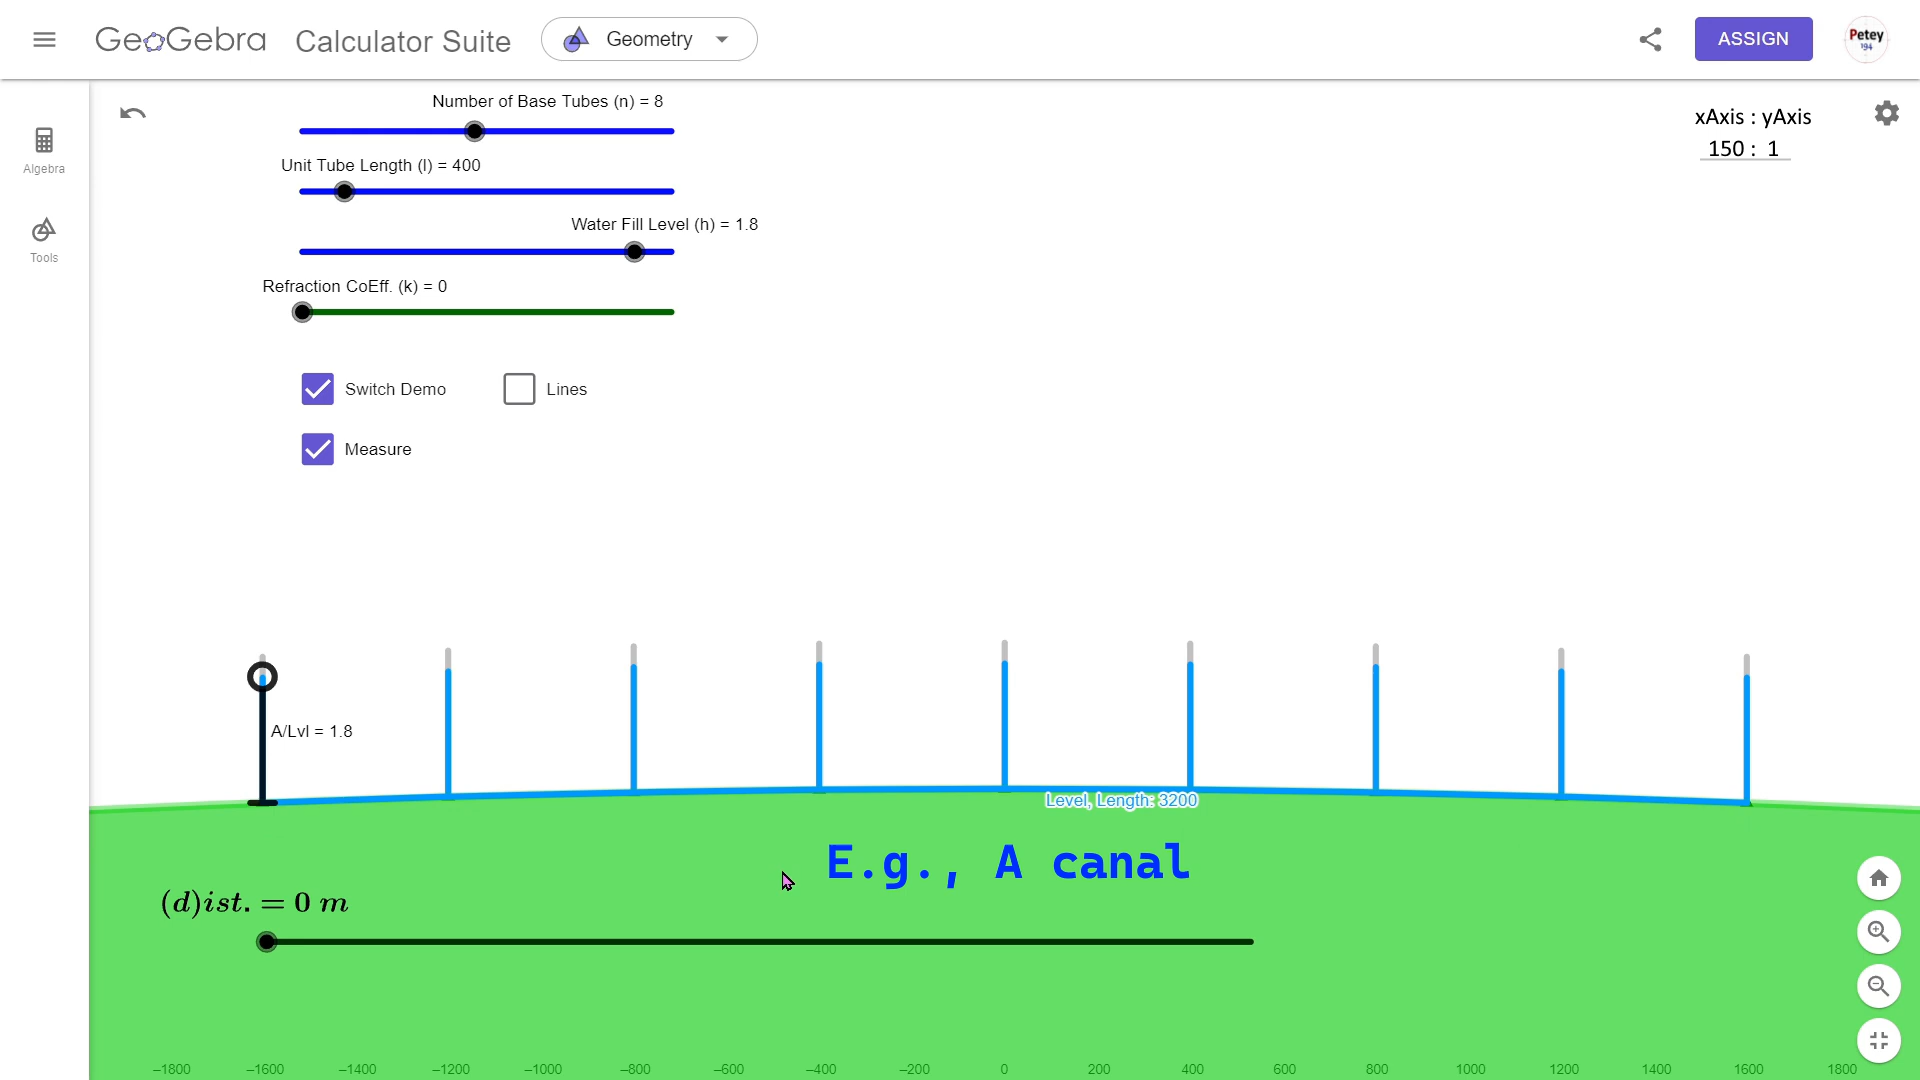 GeoGebra Calculator Suite Geometry ASSIGN Petey 194
Algebra
Tools
Number of Base Tubes (n) = 8
Unit Tube Length (l) = 400
Water Fill Level (h) = 1.8
Refraction CoEff. (k) = 0
Switch Demo Lines
Measure
xAxis : yAxis
150 : 1
A/Lvl = 1.8
Level, Length: 3200
E.g., A canal
(d)ist. = 0 m
–1800 –1600 –1400 –1200 –1000 –800 –600 –400 –200 0 200 400 600 800 1000 1200 1400 1600 1800